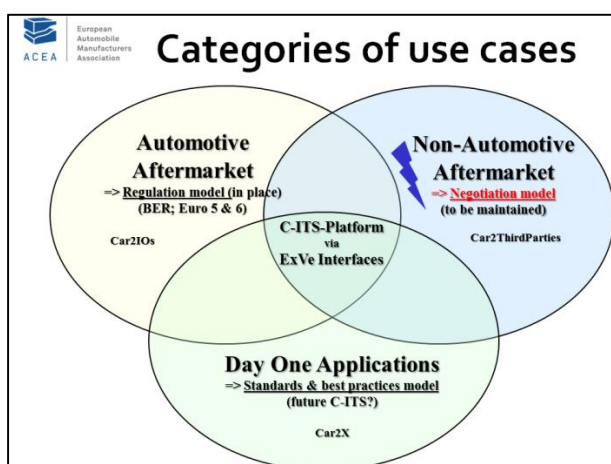 ACEA
European
Automobile
Manufacturers
Association
Categories of use cases
Automotive
Aftermarket
=> Regulation model (in place)
(BER; Euro 5 & 6)
Car2IOs
Non-Automotive
Aftermarket
=> Negotiation model
(to be maintained)
Car2ThirdParties
C-ITS-Platform
via
ExVe Interfaces
Day One Applications
=> Standards & best practices model
(future C-ITS?)
Car2X